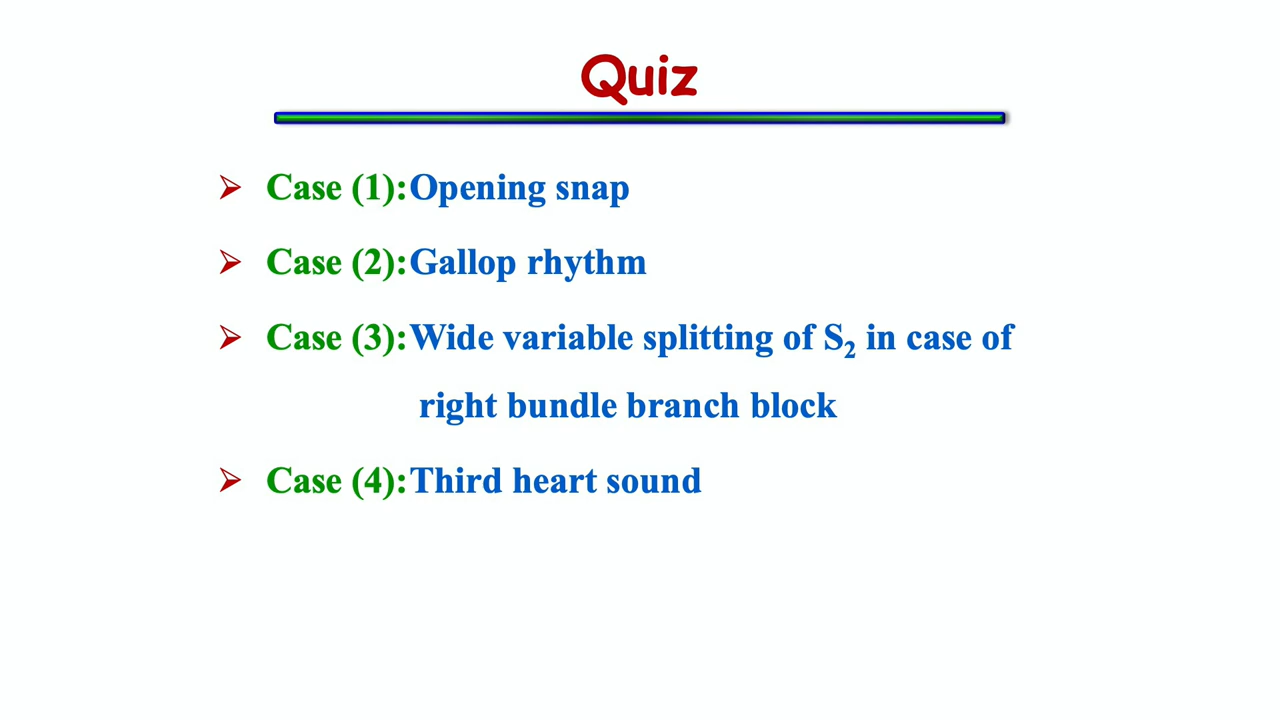 Quiz
➢ Case (1): Opening snap
➢ Case (2): Gallop rhythm
➢ Case (3): Wide variable splitting of S₂ in case of
right bundle branch block
➢ Case (4): Third heart sound